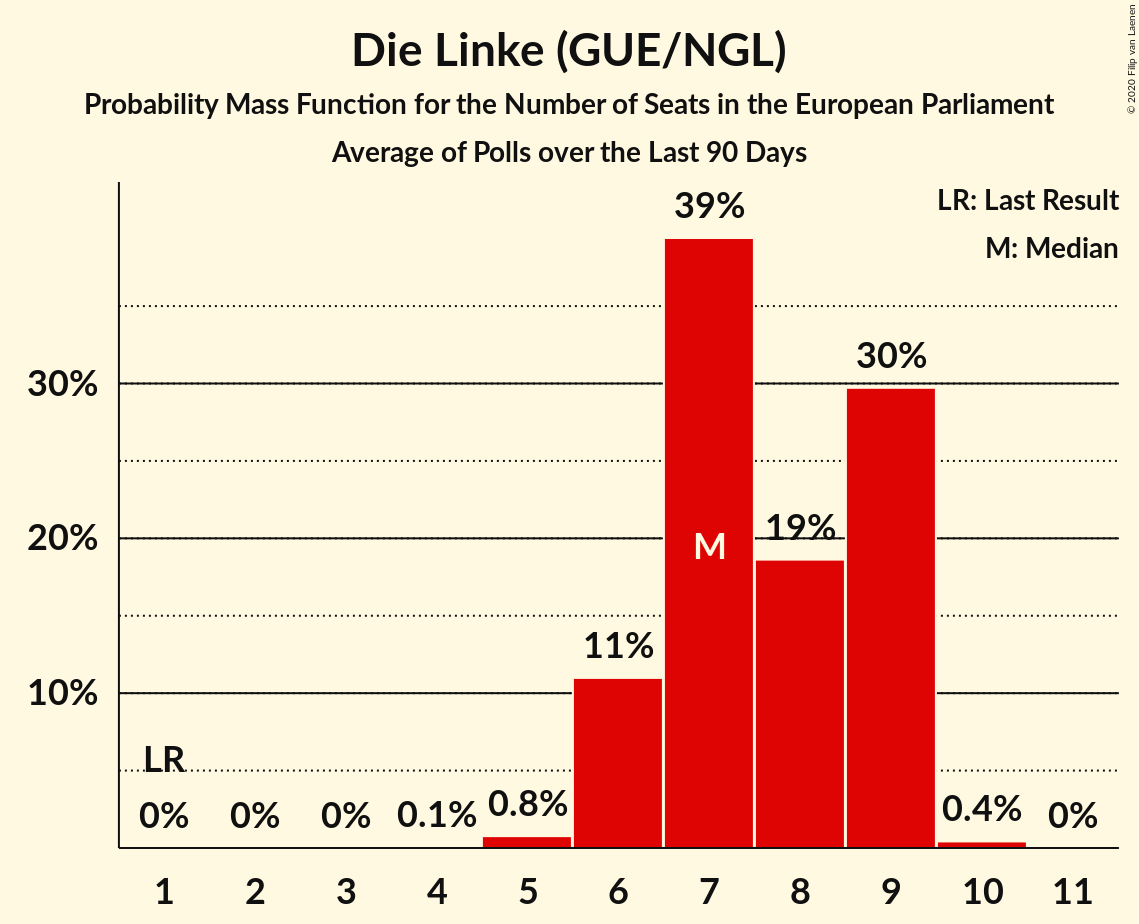 Die Linke (GUE/NGL)
Probability Mass Function for the Number of Seats in the European Parliament
Average of Polls over the Last 90 Days
© 2020 Filip van Laenen
LR: Last Result
M: Median
39%
30%
30%
20%
19%
M
11%
10%
LR
0%
0%
0%
0.1%
0.8%
0.4%
0%
1 2 3 4 5 6 7 8 9 10 11